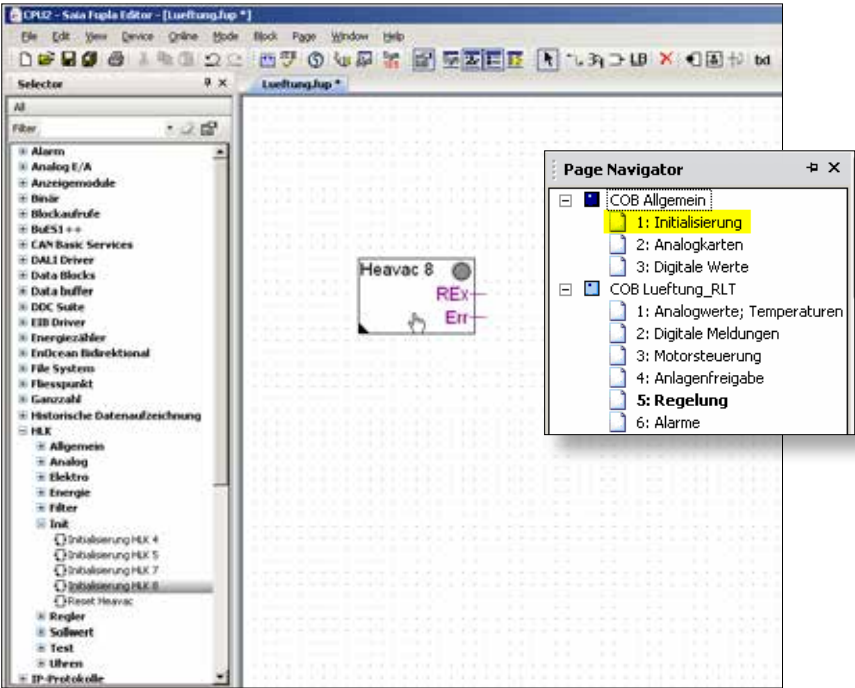 CPU2 - Saia Fupla Editor - [Lueftung.fup *]
File Edit View Device Online Mode Block Page Window Help
LB
bd
Selector
Lueftung.fup *
All
Filter
Alarm
Analog E/A
Anzeigemodule
Binär
Blockaufrufe
BuES1++
CAN Basic Services
DALI Driver
Data Blocks
Data buffer
DDC Suite
EIB Driver
Energiezähler
EnOcean Bidirektional
File System
Fliesspunkt
Ganzzahl
Historische Datenaufzeichnung
HLK
Allgemein
Analog
Elektro
Energie
Filter
Init
Initialisierung HLK 4
Initialisierung HLK 5
Initialisierung HLK 7
Initialisierung HLK 8
Reset Heavac
Regler
Sollwert
Test
Uhren
IP-Protokolle
Heavac 8
REx
Err
Page Navigator
COB Allgemein
1: Initialisierung
2: Analogkarten
3: Digitale Werte
COB Lueftung_RLT
1: Analogwerte; Temperaturen
2: Digitale Meldungen
3: Motorsteuerung
4: Anlagenfreigabe
5: Regelung
6: Alarme